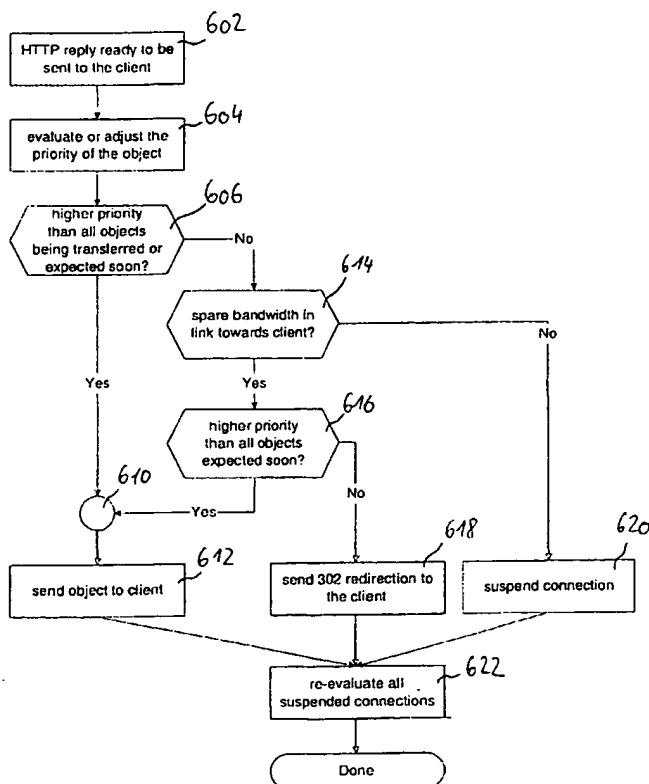 602
HTTP reply ready to be
sent to the client
604
evaluate or adjust the
priority of the object
606
higher priority
than all objects
being transferred or
expected soon?
No
614
spare bandwidth in
link towards client?
No
Yes
Yes
616
higher priority
than all objects
expected soon?
610
Yes
No
612
send object to client
618
send 302 redirection to
the client
620
suspend connection
622
re-evaluate all
suspended connections
Done